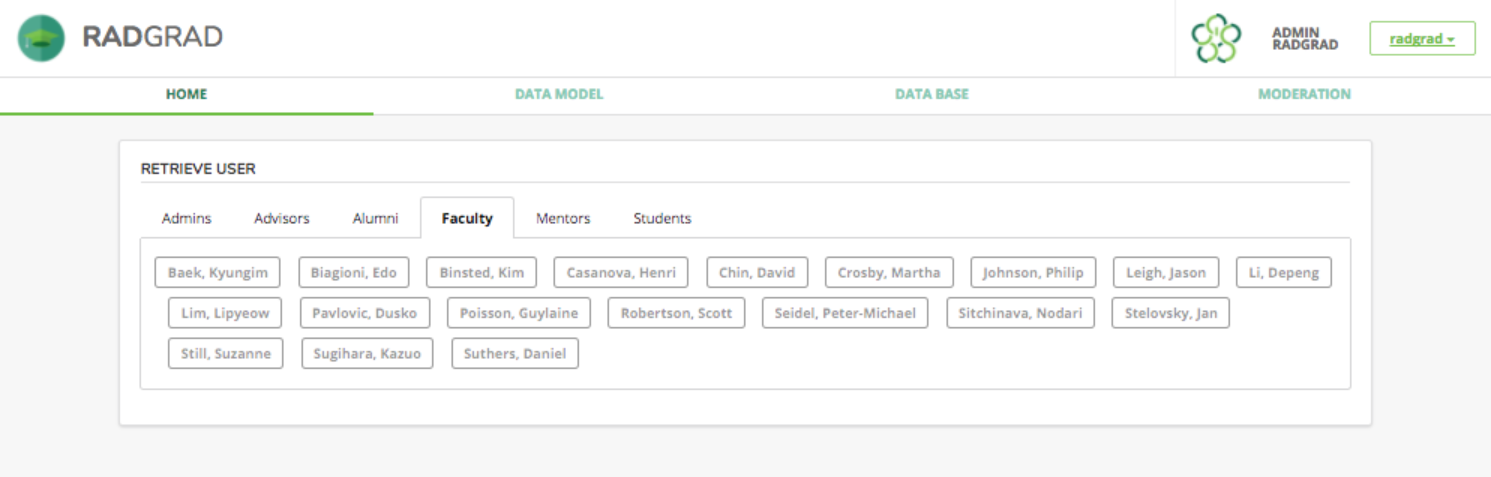 RADGRAD
ADMIN
RADGRAD
radgrad
HOME DATA MODEL DATA BASE MODERATION
RETRIEVE USER
Admins Advisors Alumni Faculty Mentors Students
Baek, Kyungim Biagioni, Edo Binsted, Kim Casanova, Henri Chin, David Crosby, Martha Johnson, Philip Leigh, Jason Li, Depeng
Lim, Lipyeow Pavlovic, Dusko Poisson, Guylaine Robertson, Scott Seidel, Peter-Michael Sitchinava, Nodari Stelovsky, Jan
Still, Suzanne Sugihara, Kazuo Suthers, Daniel